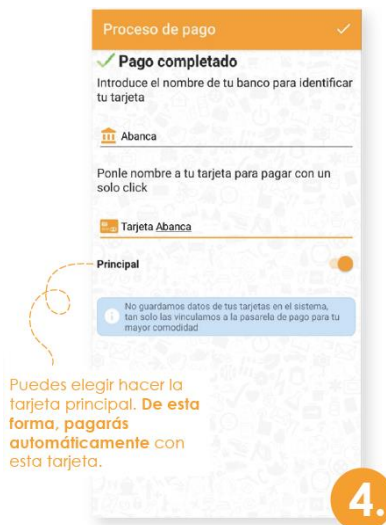 Proceso de pago
Pago completado
Introduce el nombre de tu banco para identificar
tu tarjeta
Abanca
Ponle nombre a tu tarjeta para pagar con un
solo click
Tarjeta Abanca
Principal
No guardamos datos de tus tarjetas en el sistema,
tan solo las vinculamos a la pasarela de pago para tu
mayor comodidad
Puedes elegir hacer la
tarjeta principal. De esta
forma, pagarás
automáticamente con
esta tarjeta.
4.